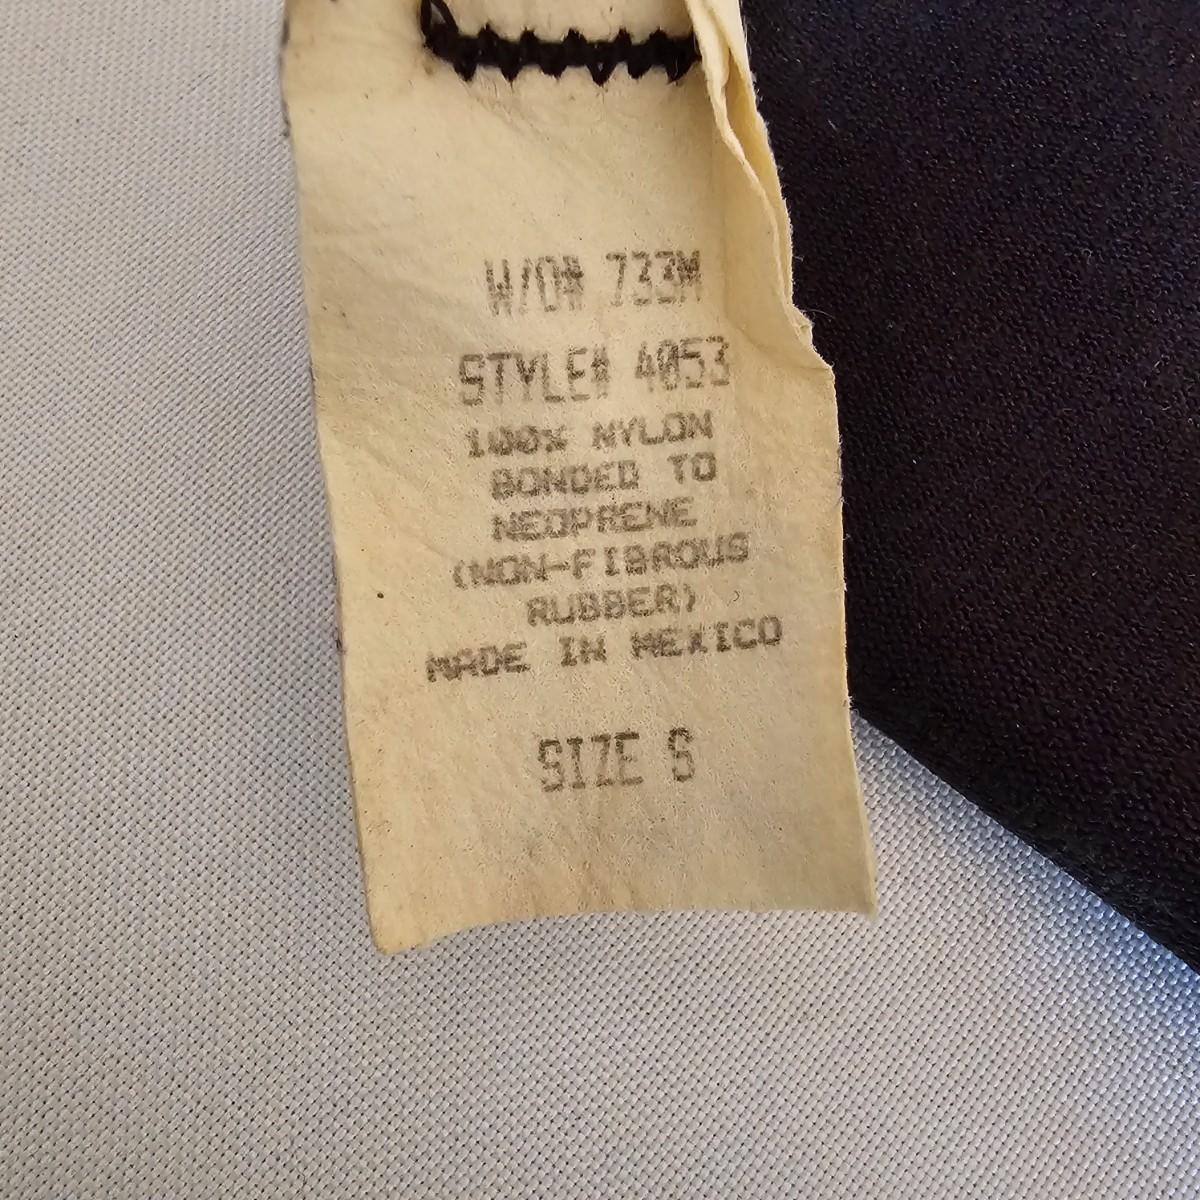 W/O# 733M
STYLE# 4053
100% NYLON
BONDED TO
NEOPRENE
(NON-FIBROUS
RUBBER)
MADE IN MEXICO
SIZE S